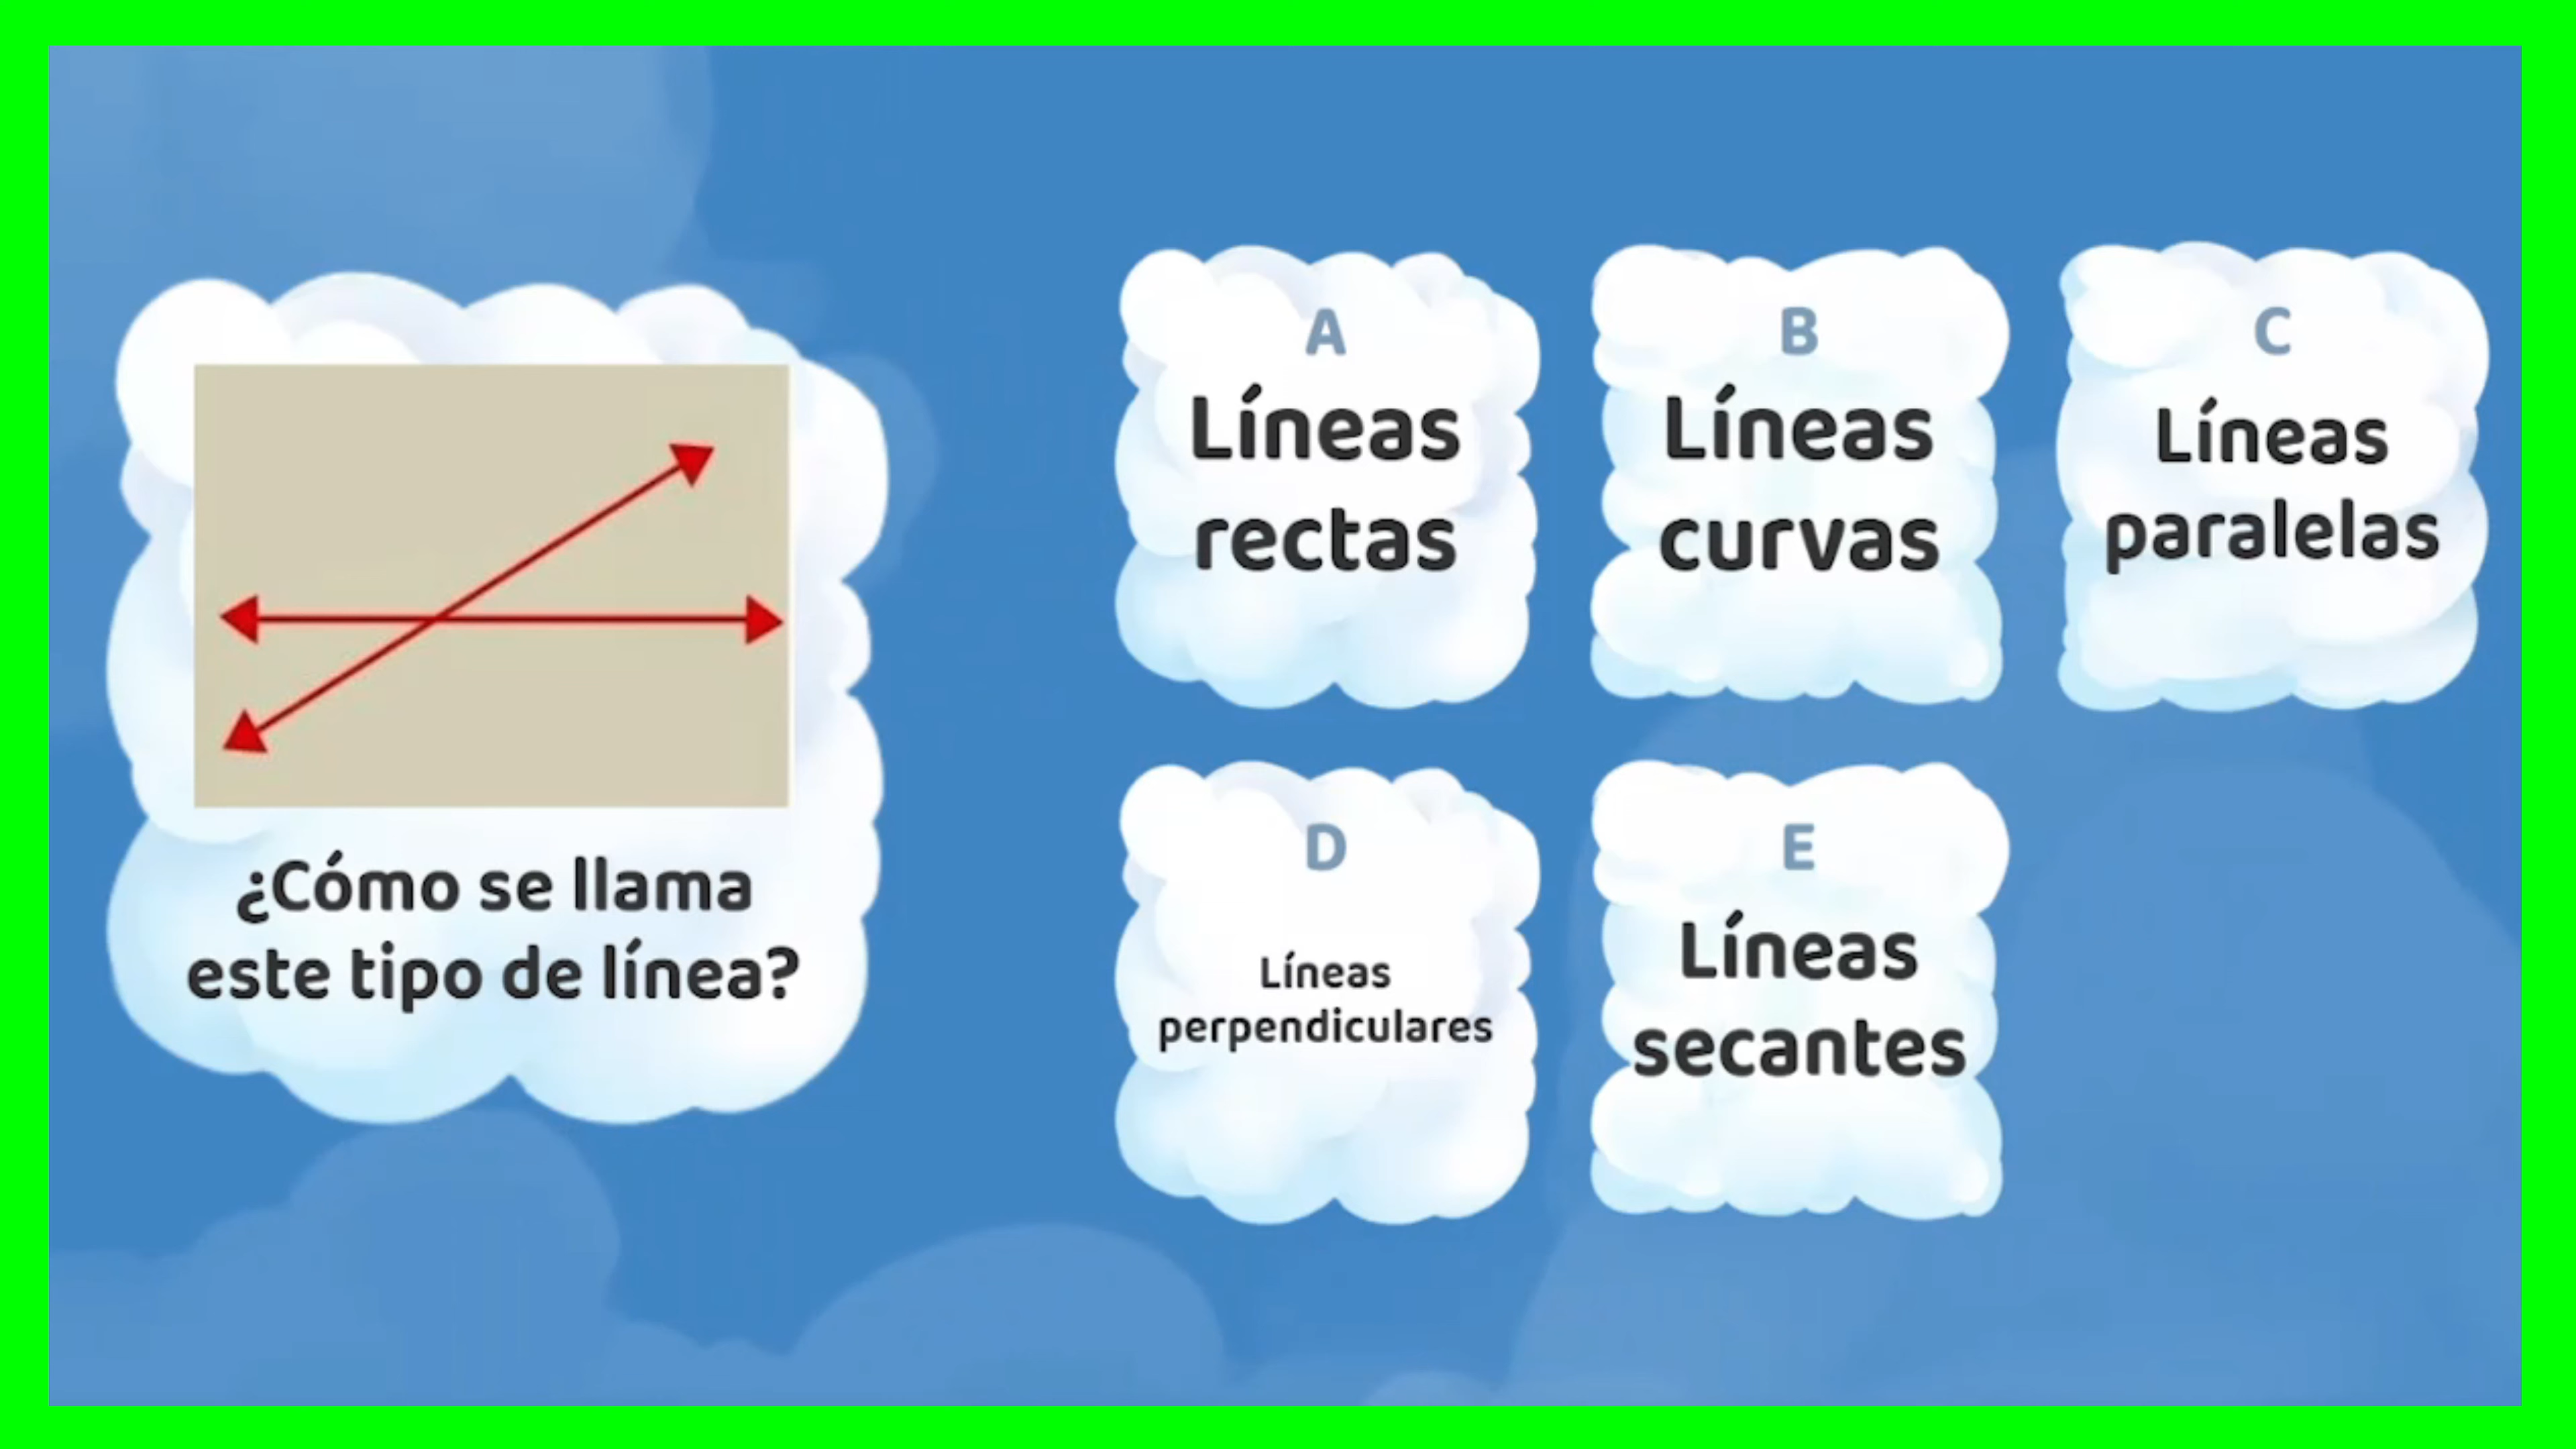 ¿Cómo se llama
este tipo de línea?
A
Líneas
rectas
B
Líneas
curvas
C
Líneas
paralelas
D
Líneas
perpendiculares
E
Líneas
secantes